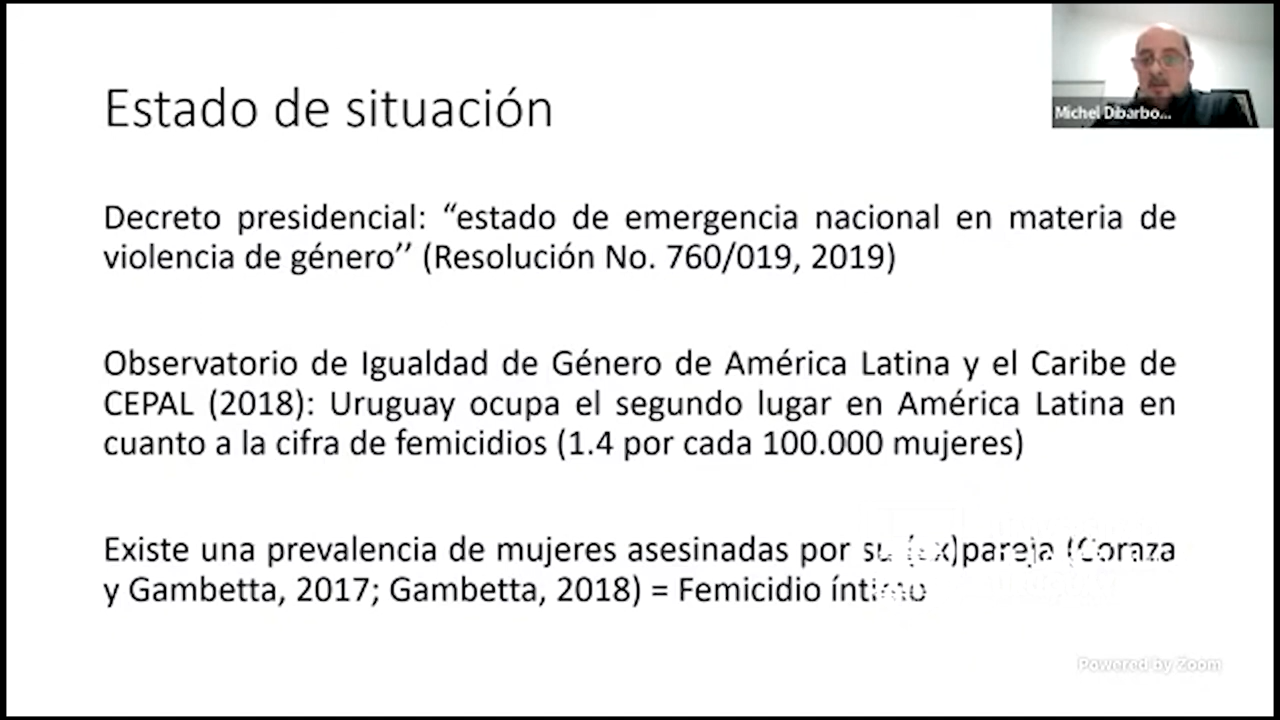 Estado de situación
Michel Dibarbo...
Decreto presidencial: “estado de emergencia nacional en materia de
violencia de género’’ (Resolución No. 760/019, 2019)
Observatorio de Igualdad de Género de América Latina y el Caribe de
CEPAL (2018): Uruguay ocupa el segundo lugar en América Latina en
cuanto a la cifra de femicidios (1.4 por cada 100.000 mujeres)
Existe una prevalencia de mujeres asesinadas por su (ex)pareja (Coraza
y Gambetta, 2017; Gambetta, 2018) = Femicidio íntimo
Powered by Zoom